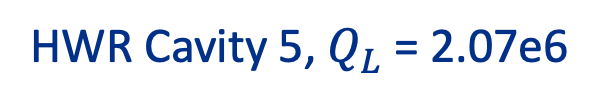 HWR Cavity 5, Q_L = 2.07e6